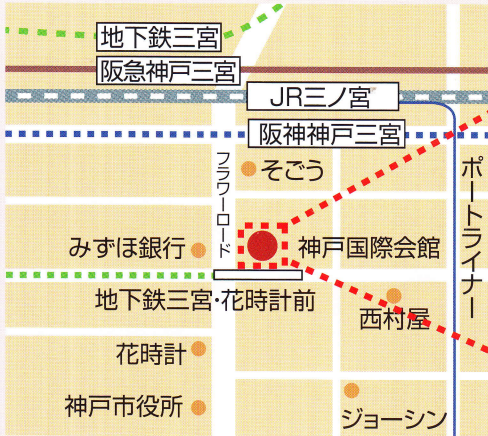 地下鉄三宮
阪急神戸三宮
JR三ノ宮
阪神神戸三宮
フラワーロード
そごう
ポートライナー
みずほ銀行
神戸国際会館
地下鉄三宮・花時計前
西村屋
花時計
神戸市役所
ジョーシン